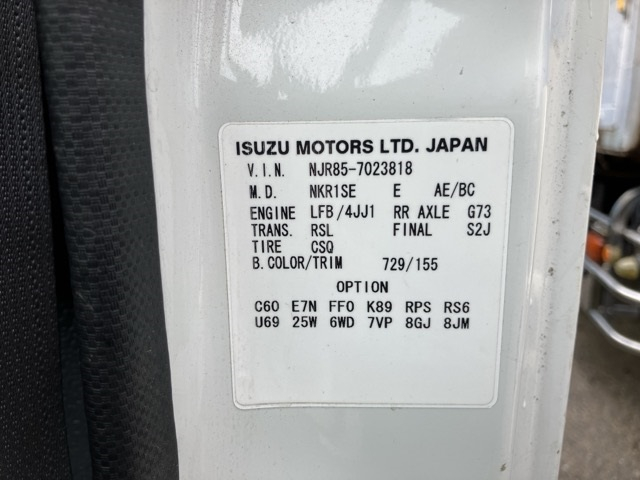 ISUZU MOTORS LTD. JAPAN
V.I.N. NJR85-7023818
M.D. NKR1SE E AE/BC
ENGINE LFB/4JJ1 RR AXLE G73
TRANS. RSL FINAL S2J
TIRE CSQ
B.COLOR/TRIM 729/155
OPTION
C60 E7N FF0 K89 RPS RS6
U69 25W 6WD 7VP 8GJ 8JM